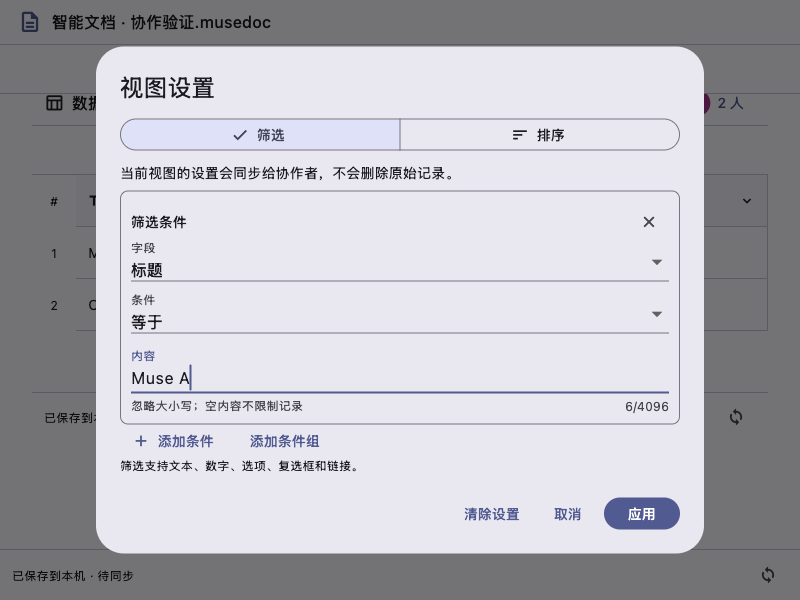 智能文档 · 协作验证.musedoc
2 人
视图设置
筛选
排序
当前视图的设置会同步给协作者，不会删除原始记录。
#
筛选条件
字段
标题
1
条件
等于
2
内容
Muse A
忽略大小写；空内容不限制记录 6/4096
已保存到
+ 添加条件 添加条件组
筛选支持文本、数字、选项、复选框和链接。
清除设置 取消 应用
已保存到本机 · 待同步